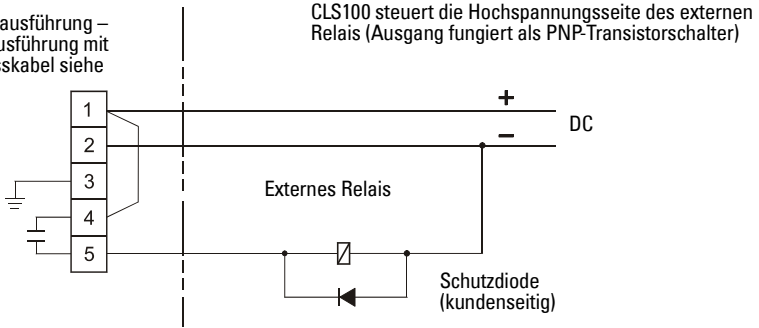 ausführung –
usführung mit
sskabel siehe
CLS100 steuert die Hochspannungsseite des externen
Relais (Ausgang fungiert als PNP-Transistorschalter)
1
2
3
4
5
+
–
DC
Externes Relais
Schutzdiode
(kundenseitig)